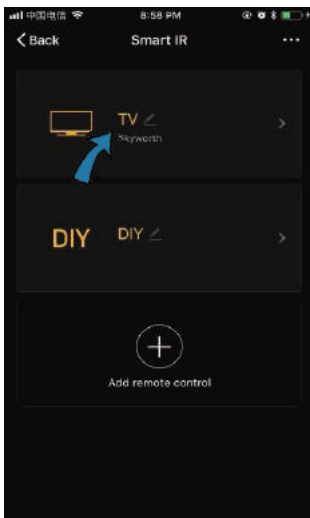 中国电信 8:58 PM
Back Smart IR
TV
Skyworth
DIY DIY
Add remote control